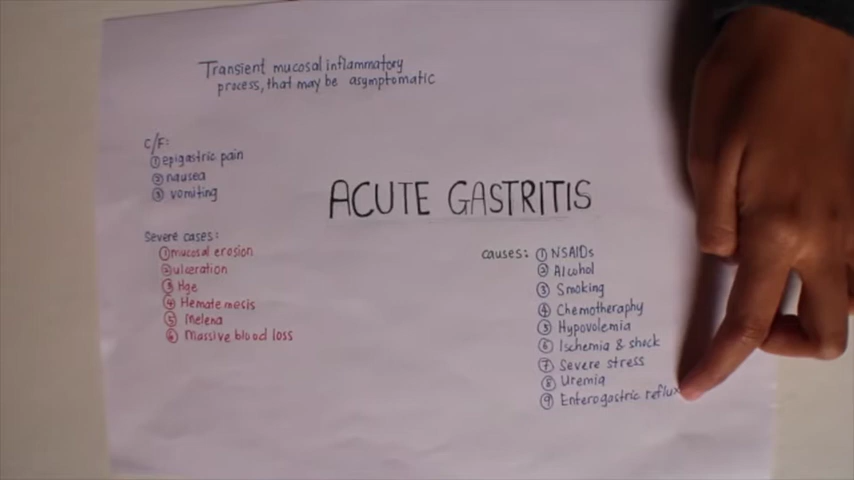 Transient mucosal inflammatory
process, that may be asymptomatic
C/F:
① epigastric pain
② nausea
③ vomiting
ACUTE GASTRITIS
Severe cases:
① mucosal erosion
② ulceration
③ Hge
④ Hematemesis
⑤ Melena
⑥ Massive blood loss
causes: ① NSAIDs
② Alcohol
③ Smoking
④ Chemotheraphy
⑤ Hypovolemia
⑥ Ischemia & shock
⑦ Severe stress
⑧ Uremia
⑨ Enterogastric reflux